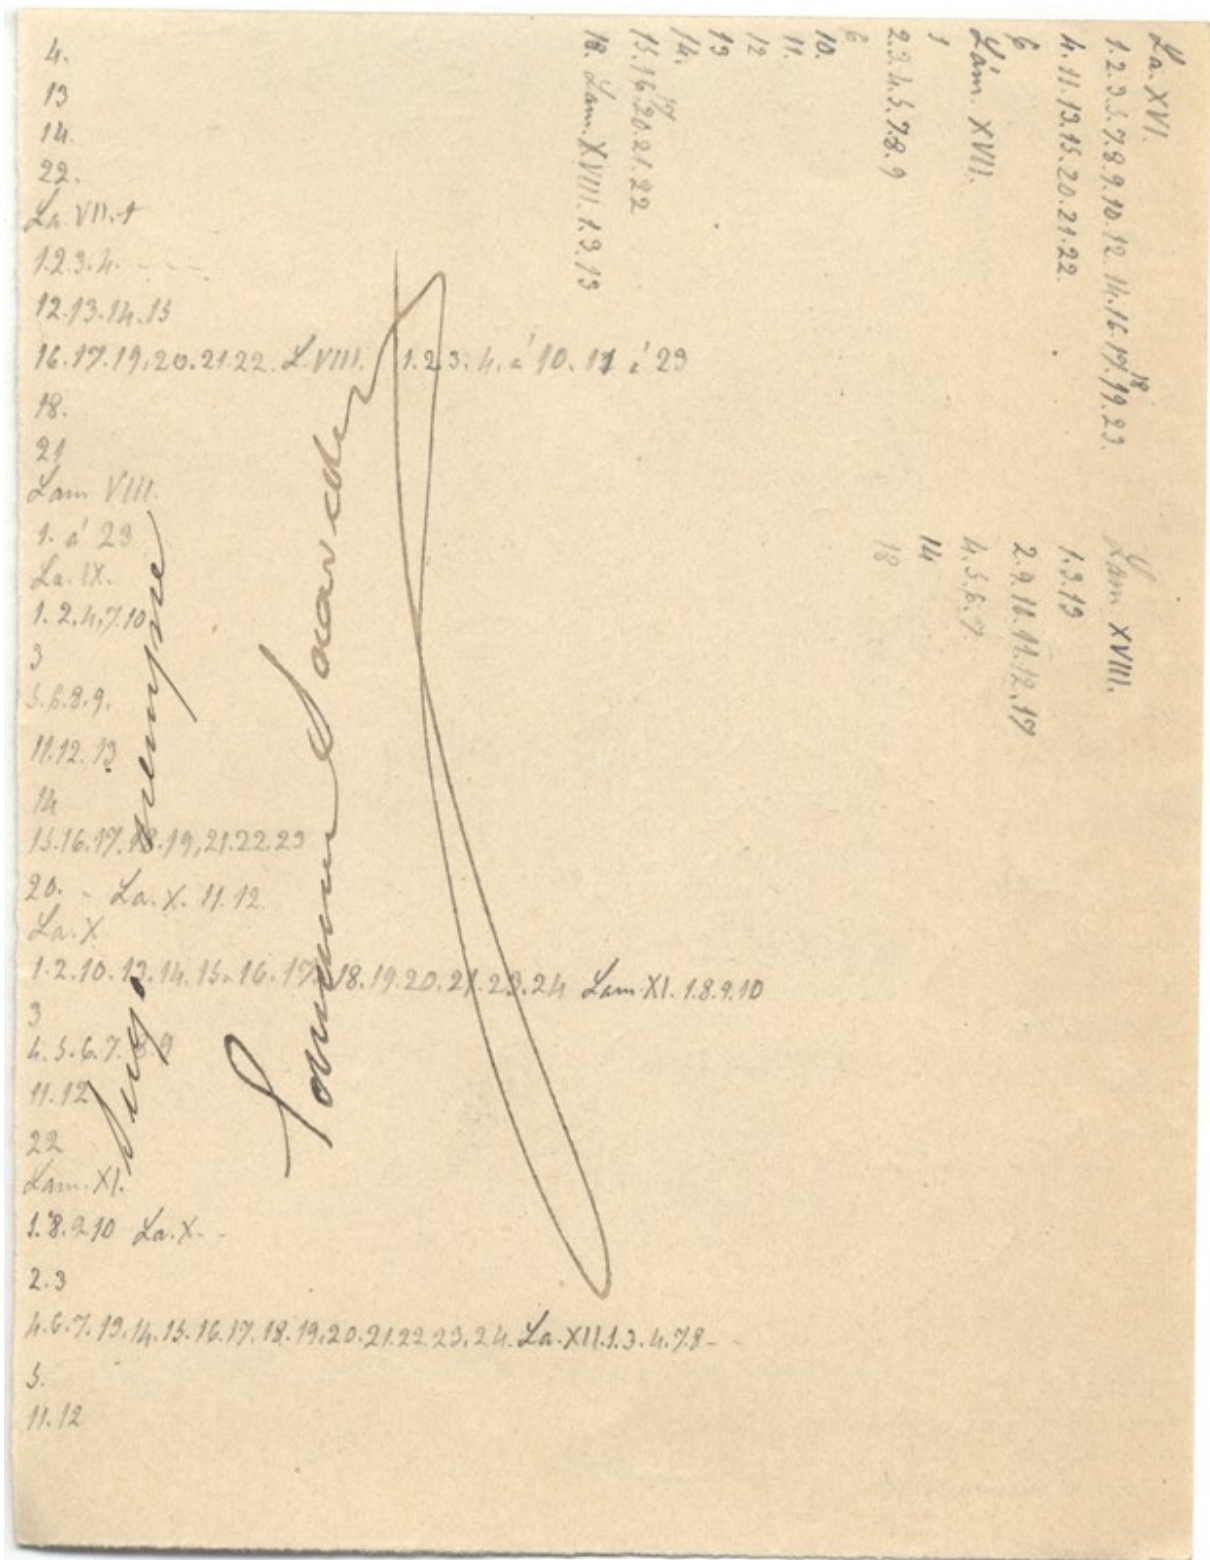 4.
13
14.
22.
La. VII. 1
1.2.3.4. - - -
12.13.14.15
16.17.19.20.21.22. L. VIII. 1.2.3.4. á 10. 11 á 23
18.
21
Lam VIII.
1. á 23
La. IX.
1.2.4.7.10
3
5.6.8.9.
11.12.13
14
15.16.17.18.19,21.22.23
20. - La. X. 11.12.
La. X
1.2.10.13.14.15.16.17.18.19.20.21.23.24 Lam. XI. 1.8.9.10
3
4.5.6.7.8.9
11.12
22
Lam. XI.
1.8.9.10 La. X. - -
2.3
4.6.7.13.14.15.16.17.18.19.20.21.22.23.24. La. XII.1.3.4.7.8 - -
5.
11.12
Suyo siempre
La. XVI.
1.2.3.5.7.8.9.10.12.14.16.17.18.19.23.
4.11.13.15.20.21.22.
6
Lám. XVII.
1
2.3.4.5.7.8.9
6
10.
11.
12
13
14.
15.16.17.20.21.22
18. Lam. XVIII. 1.3.13
Lam. XVIII.
1.3.13
2.9.10.11.12.17
4.5.6.7
14
18